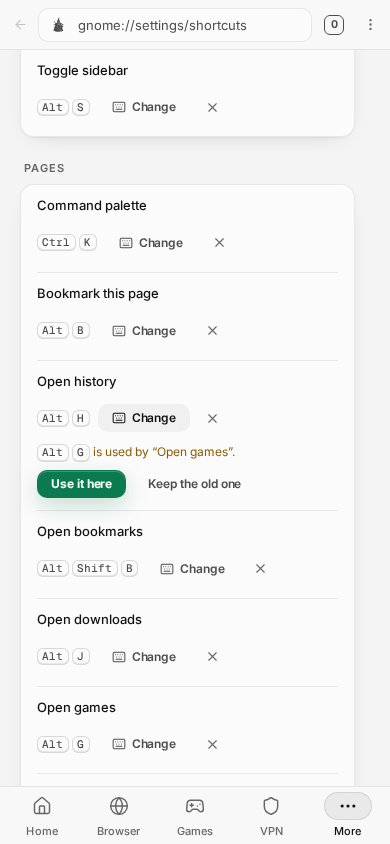 gnome://settings/shortcuts
0
Toggle sidebar
Alt S Change
PAGES
Command palette
Ctrl K Change
Bookmark this page
Alt B Change
Open history
Alt H Change
Alt G is used by “Open games”.
Use it here Keep the old one
Open bookmarks
Alt Shift B Change
Open downloads
Alt J Change
Open games
Alt G Change
Home Browser Games VPN More